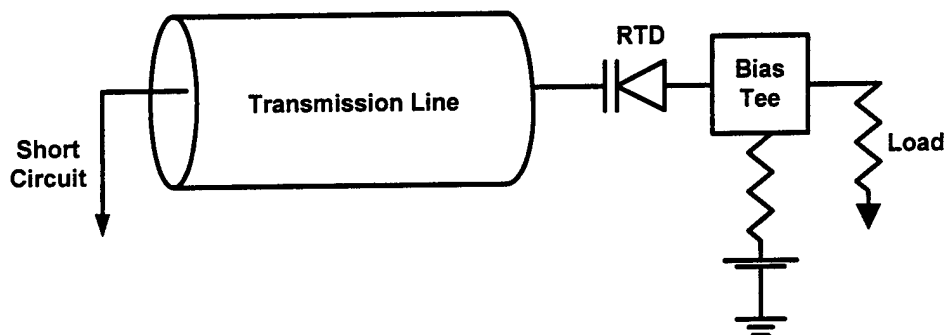 RTD
Bias
Tee
Transmission Line
Short
Circuit
Load